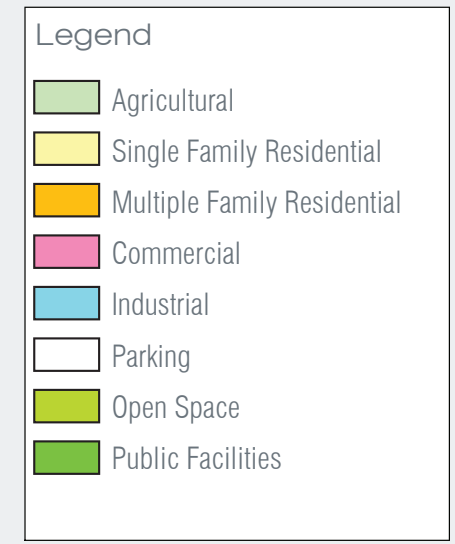 Legend
Agricultural
Single Family Residential
Multiple Family Residential
Commercial
Industrial
Parking
Open Space
Public Facilities